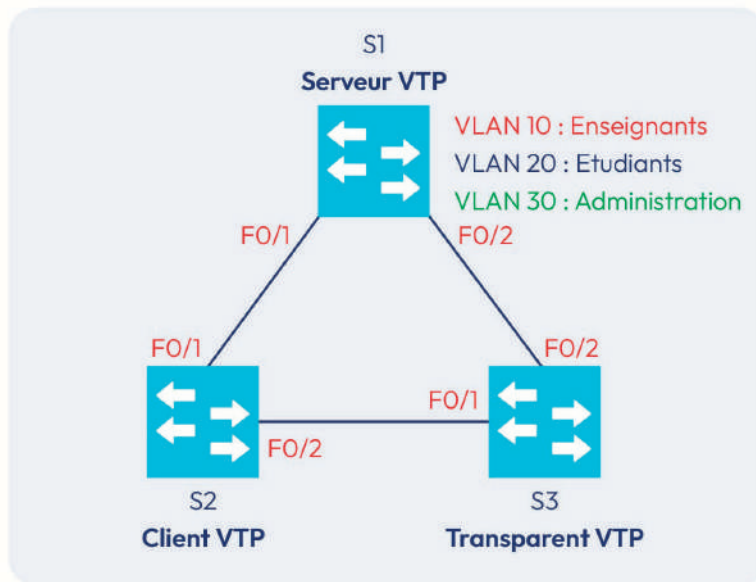 S1
Serveur VTP
VLAN 10 : Enseignants
VLAN 20 : Etudiants
VLAN 30 : Administration
F0/1
F0/2
F0/1
F0/2
F0/1
F0/2
S2
Client VTP
S3
Transparent VTP